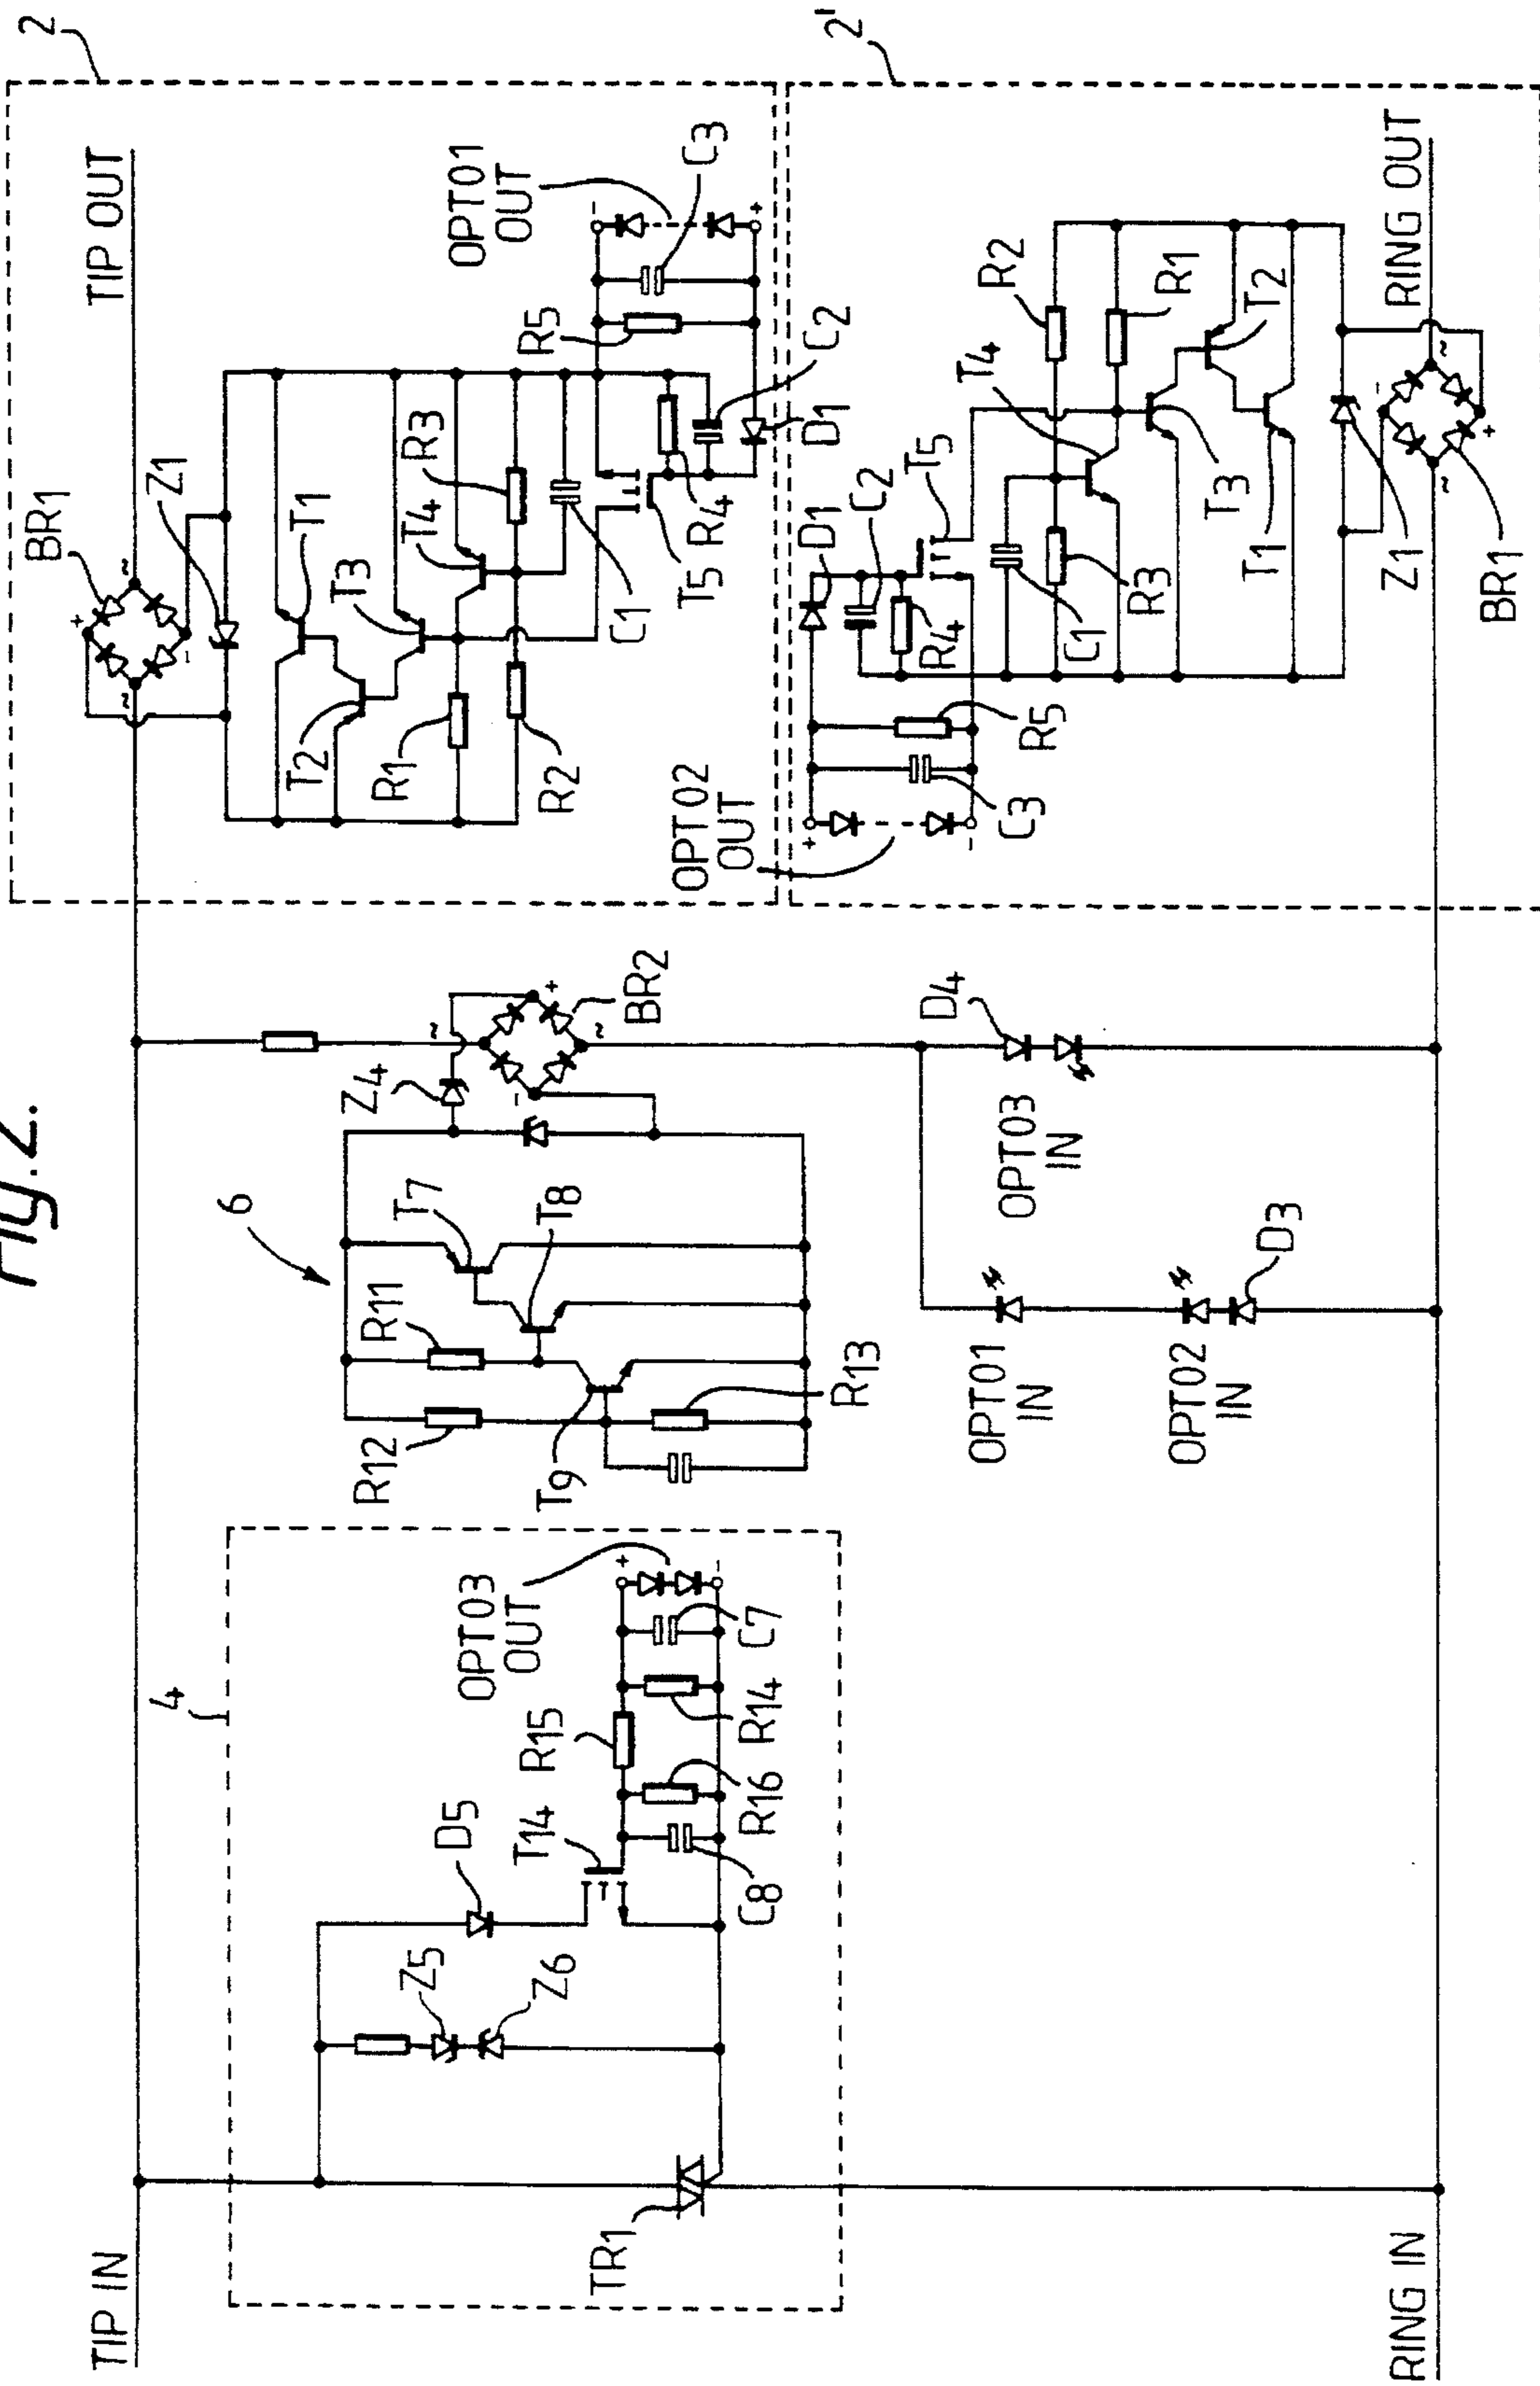 Fig.2.
TIP IN
TIP OUT
RING IN
RING OUT
2
2'
4
6
BR1
Z1
T1
T2
T3
T4
R1
R2
R3
C1
T5
R4
C2
D1
R5
C3
OPTO1
OUT
OPTO2
OUT
D1
C2
R4
T5
R5
C3
C1
R3
T4
R2
R1
T3
T2
T1
Z1
BR1
~
~
+
-
-
+
+
-
~
~
-
+
BR2
Z4
~
~
+
-
T7
T8
T9
R11
R12
R13
D4
OPTO3
IN
OPTO1
IN
OPTO2
IN
D3
OPTO3
OUT
+
-
C7
R14
R15
R16
C8
T14
D5
Z5
Z6
TR1